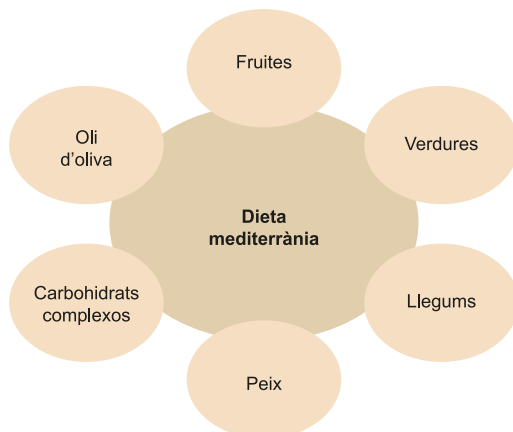 Fruites
Oli
d’oliva
Verdures
Dieta
mediterrània
Carbohidrats
complexos
Llegums
Peix